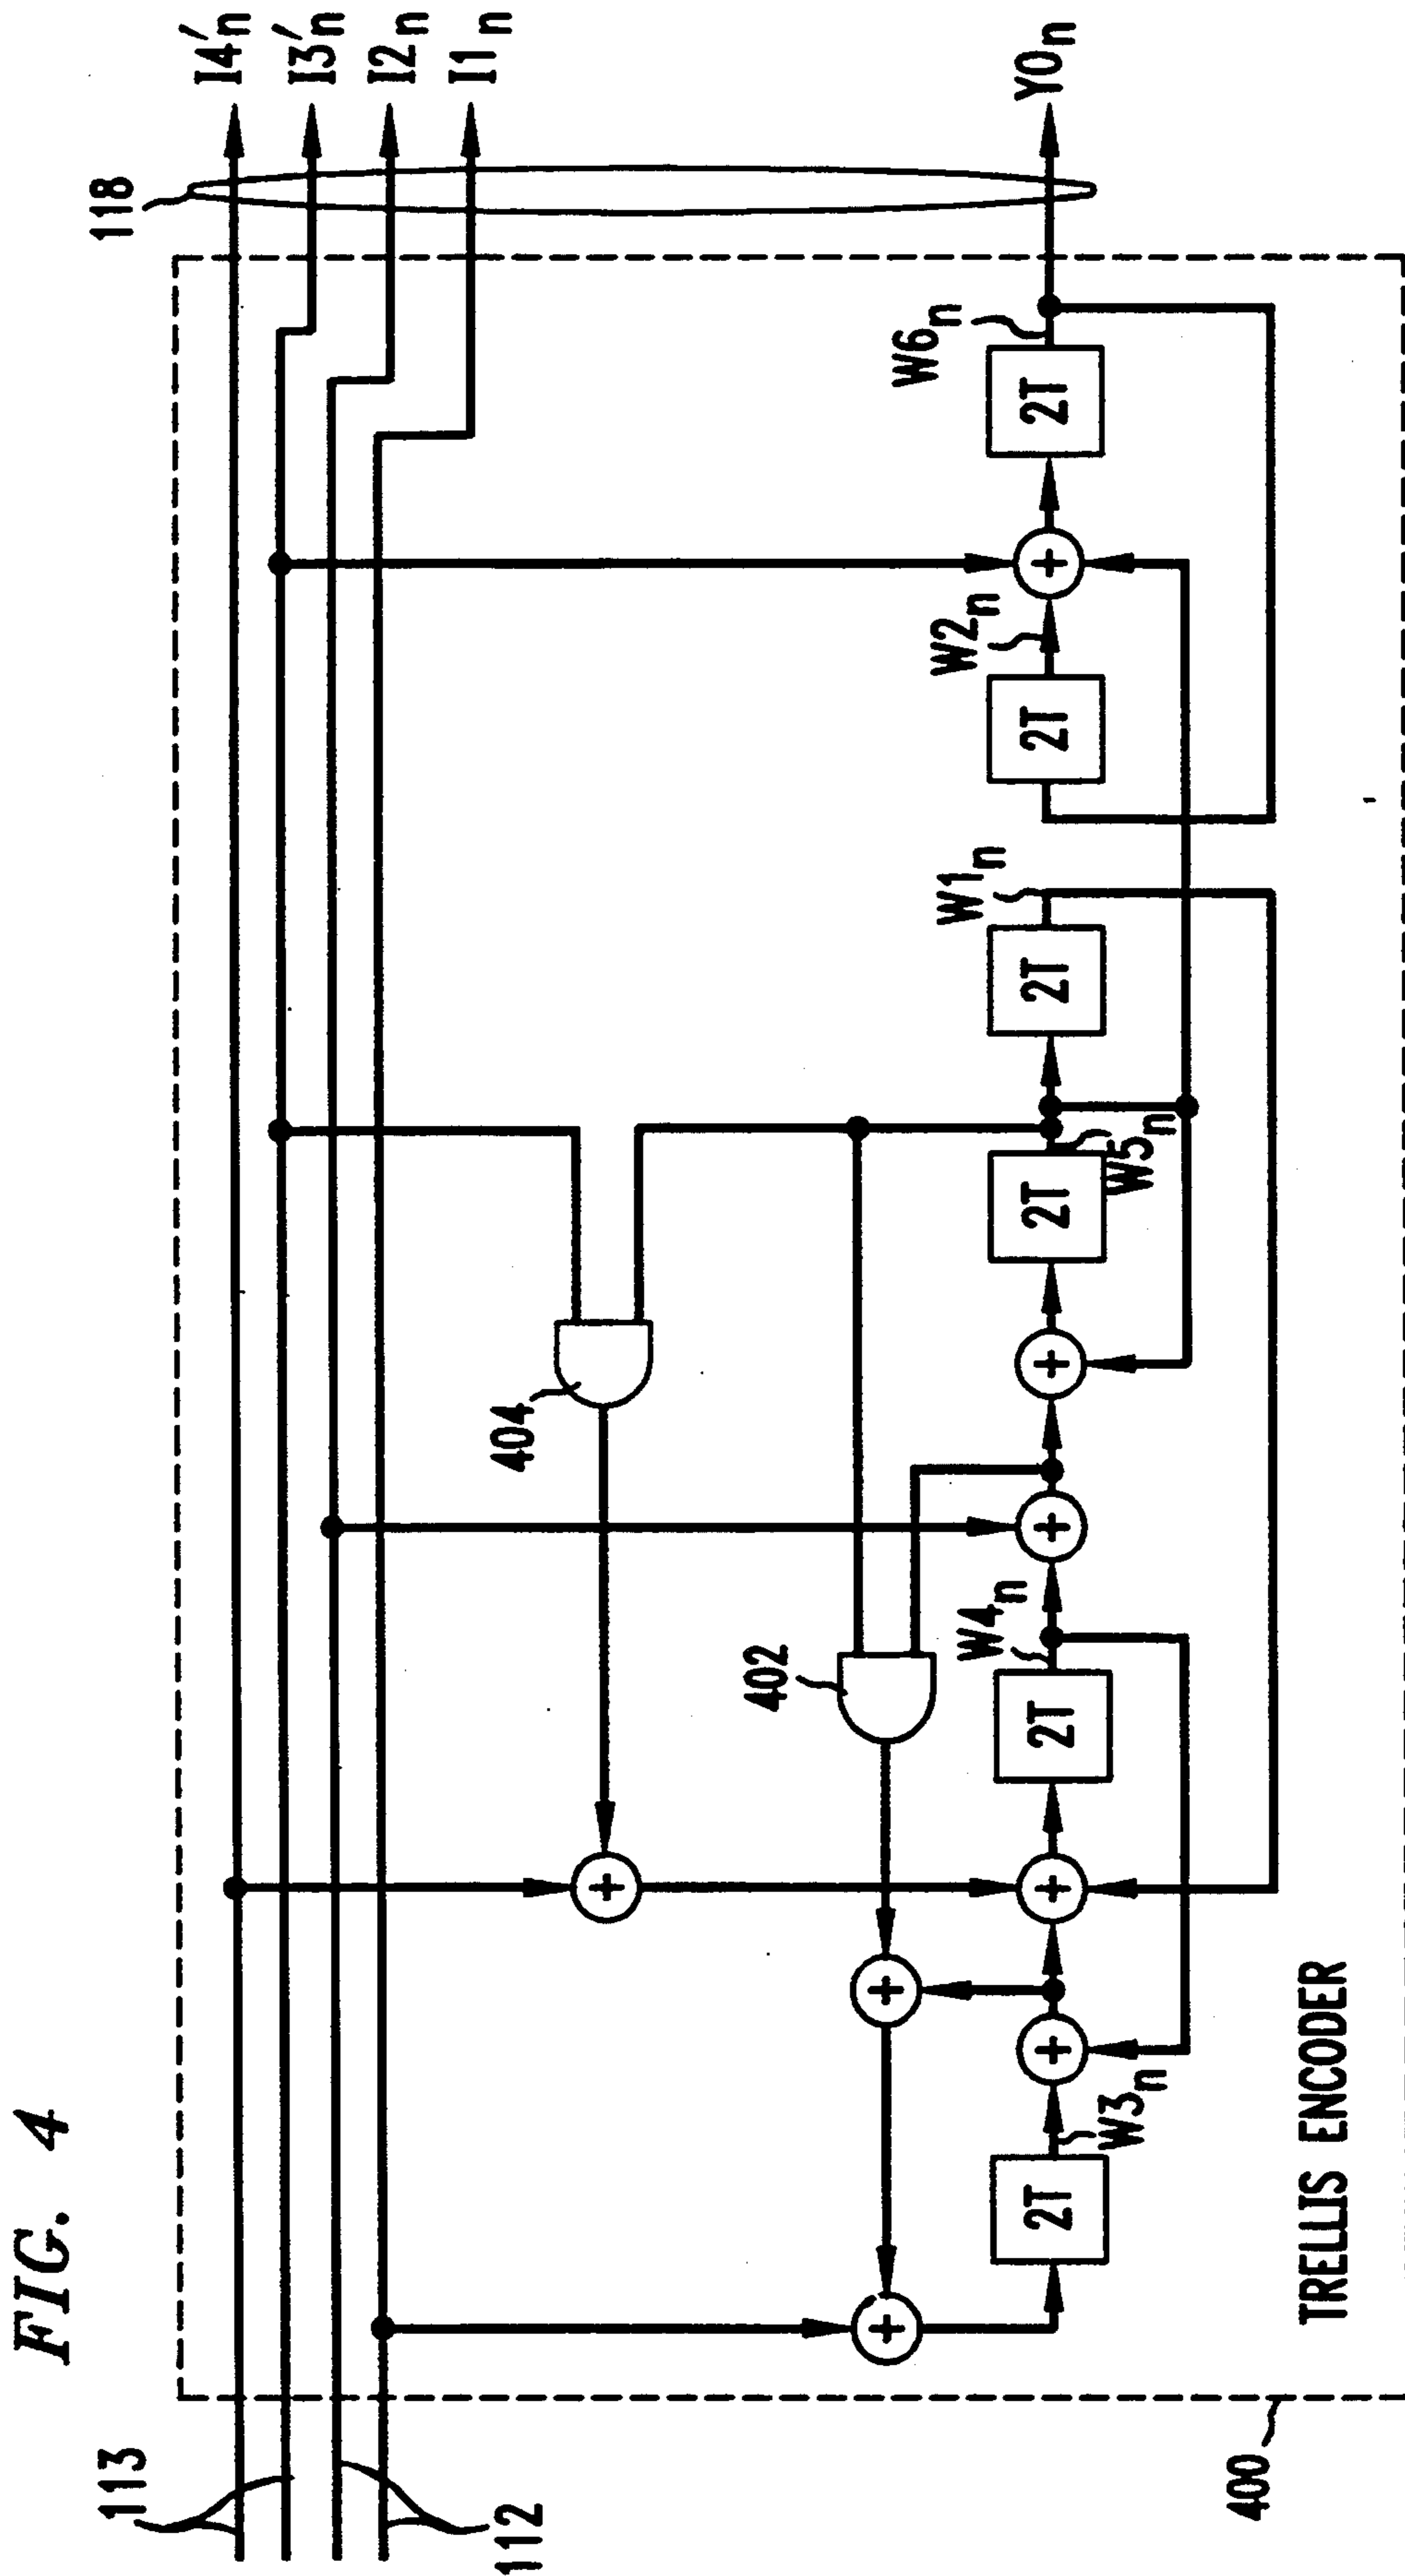 FIG. 4
113
112
118
I4'n
I3'n
I2n
I1n
404
402
2T
W3n
2T
W4n
2T
W5n
2T
W1n
2T
W2n
2T
W6n
Y0n
TRELLIS ENCODER
400